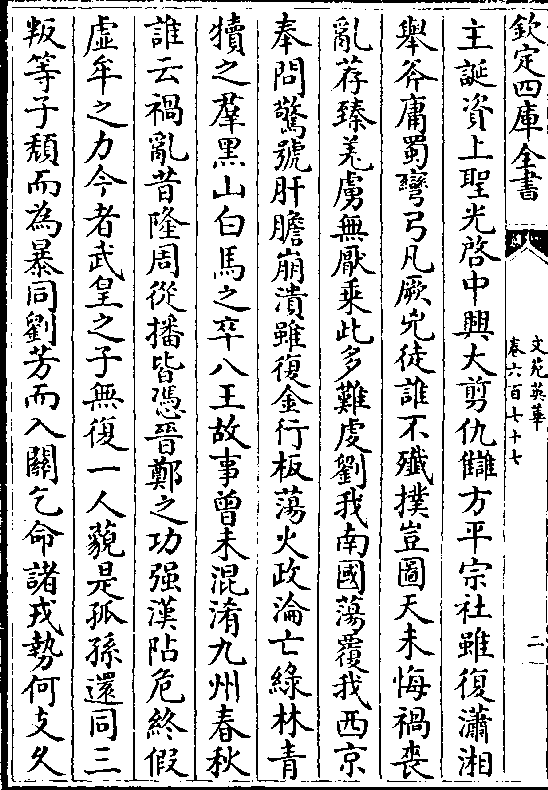 欽定四庫全書
文苑英華
卷六百七十七
二
主誕資上聖光啓中興大剪仇讎方平宗社雖復瀟湘
舉斧庸蜀彎弓凡厥兇徒誰不殲撲豈圖天未悔禍喪
亂荐臻羌虜無厭乘此多難虔劉我南國蕩覆我西京
奉問驚號肝膽崩潰雖復金行板蕩火政淪亡綠林青
犢之羣黑山白馬之卒八王故事曾未混淆九州春秋
誰云禍亂昔隆周從播皆憑晉鄭之功强漢阽危終假
虛牟之力今者武皇之子無復一人藐是孤孫還同三
叛等子頽而為暴同劉芳而入關乞命諸戎勢何支久